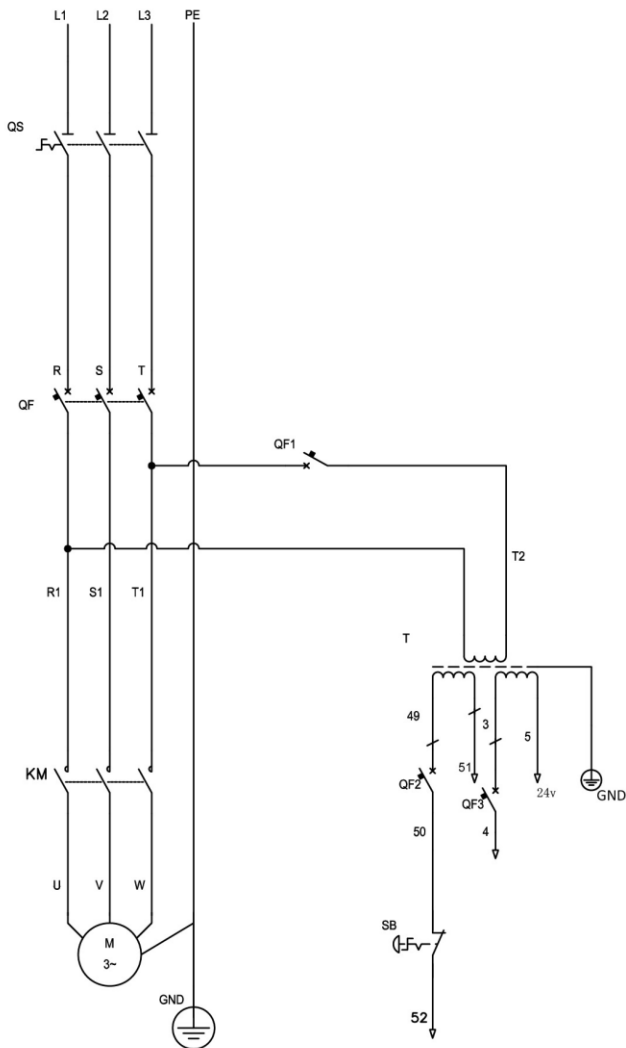 L1 L2 L3 PE
QS
R S T
QF
QF1
R1 S1 T1
T2
T
49
3
5
KM
51
QF2
QF3
24v
GND
50
4
U V W
M
3~
SB
GND
52